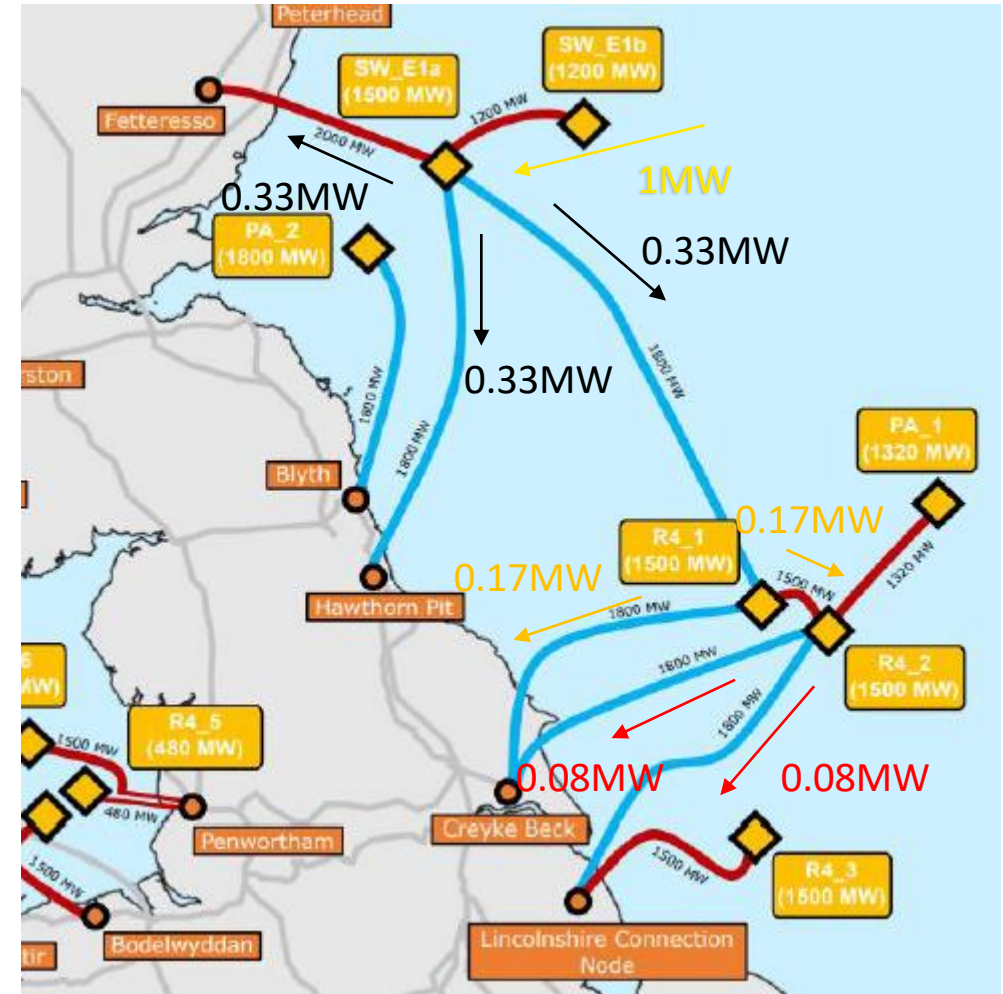 Peterhead
SW_E1b
(1200 MW)
SW_E1a
(1500 MW)
Fetteresso
2000 MW
1200 MW
1MW
0.33MW
PA_2
(1800 MW)
0.33MW
0.33MW
1800 MW
1800 MW
1800 MW
rston
PA_1
(1320 MW)
Blyth
R4_1
(1500 MW)
0.17MW
1320 MW
1500 MW
0.17MW
Hawthorn Pit
1800 MW
1800 MW
R4_2
(1500 MW)
1800 MW
6
MW)
R4_5
(480 MW)
1500 MW
480 MW
0.08MW
0.08MW
Penwortham
Creyke Beck
1500 MW
R4_3
(1500 MW)
1500 MW
Bodelwyddan
tir
Lincolnshire Connection
Node